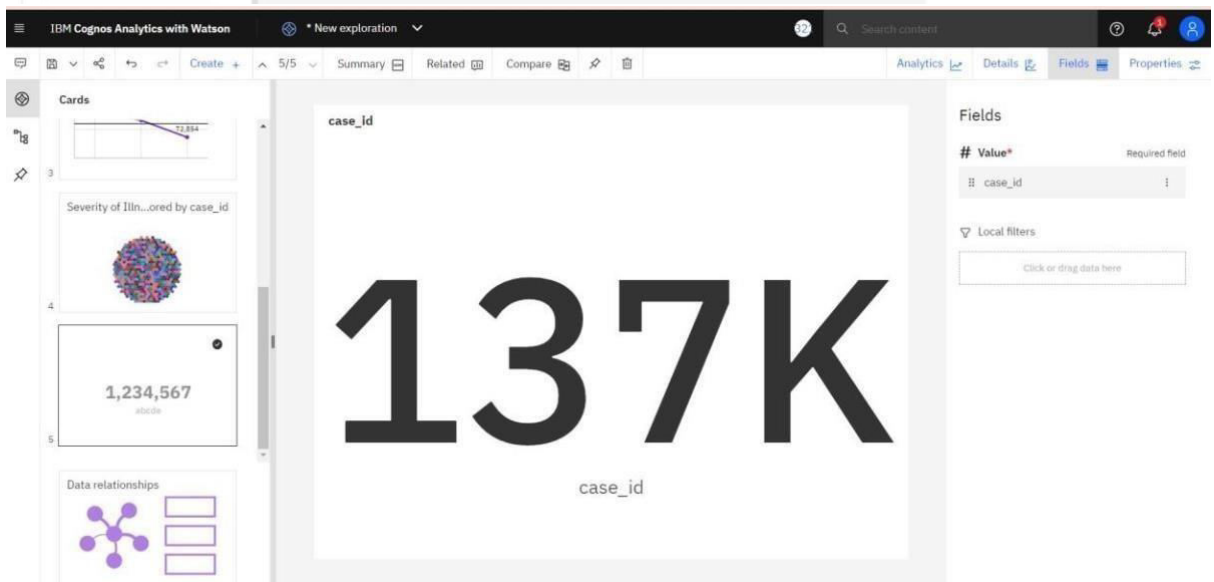 IBM Cognos Analytics with Watson
* New exploration
Search content
Create +
5/5
Summary
Related
Compare
Analytics
Details
Fields
Properties
Cards
72,884
3
Severity of Illn...ored by case_id
4
1,234,567
abcde
5
Data relationships
case_id
137K
case_id
Fields
# Value*
Required field
case_id
Local filters
Click or drag data here